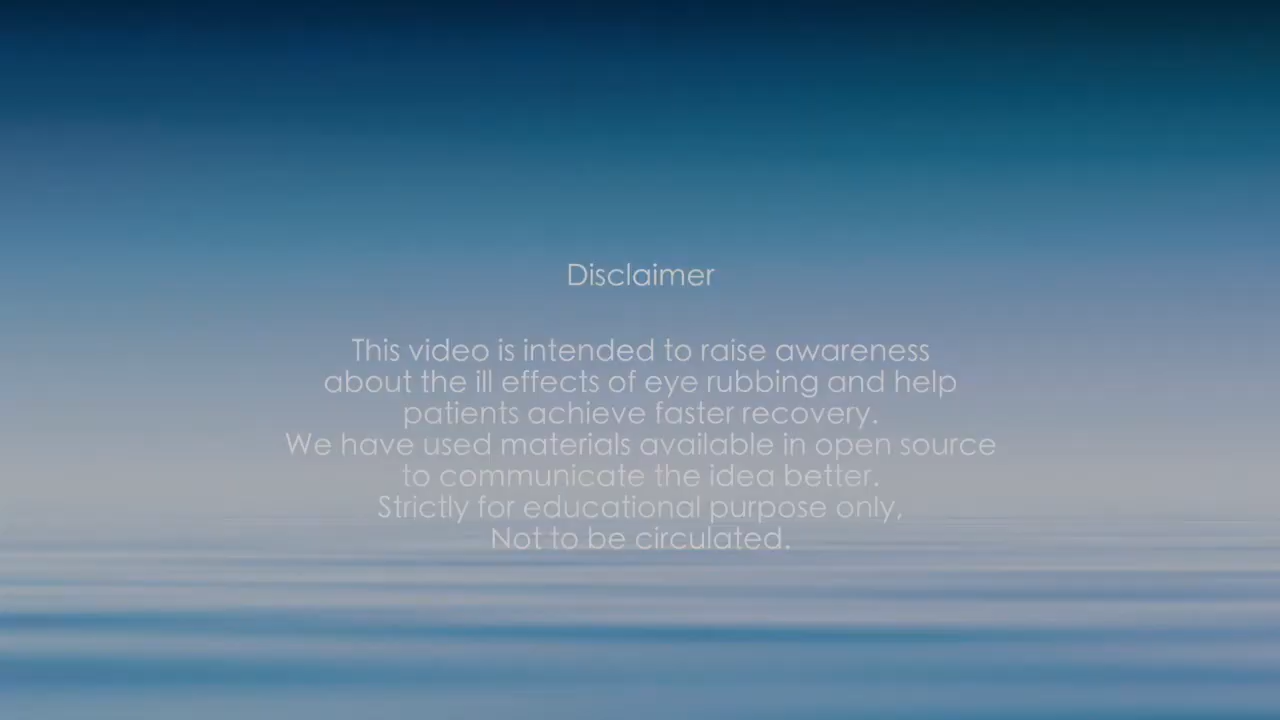 Disclaimer
This video is intended to raise awareness
about the ill effects of eye rubbing and help
patients achieve faster recovery.
We have used materials available in open source
to communicate the idea better.
Strictly for educational purpose only,
Not to be circulated.